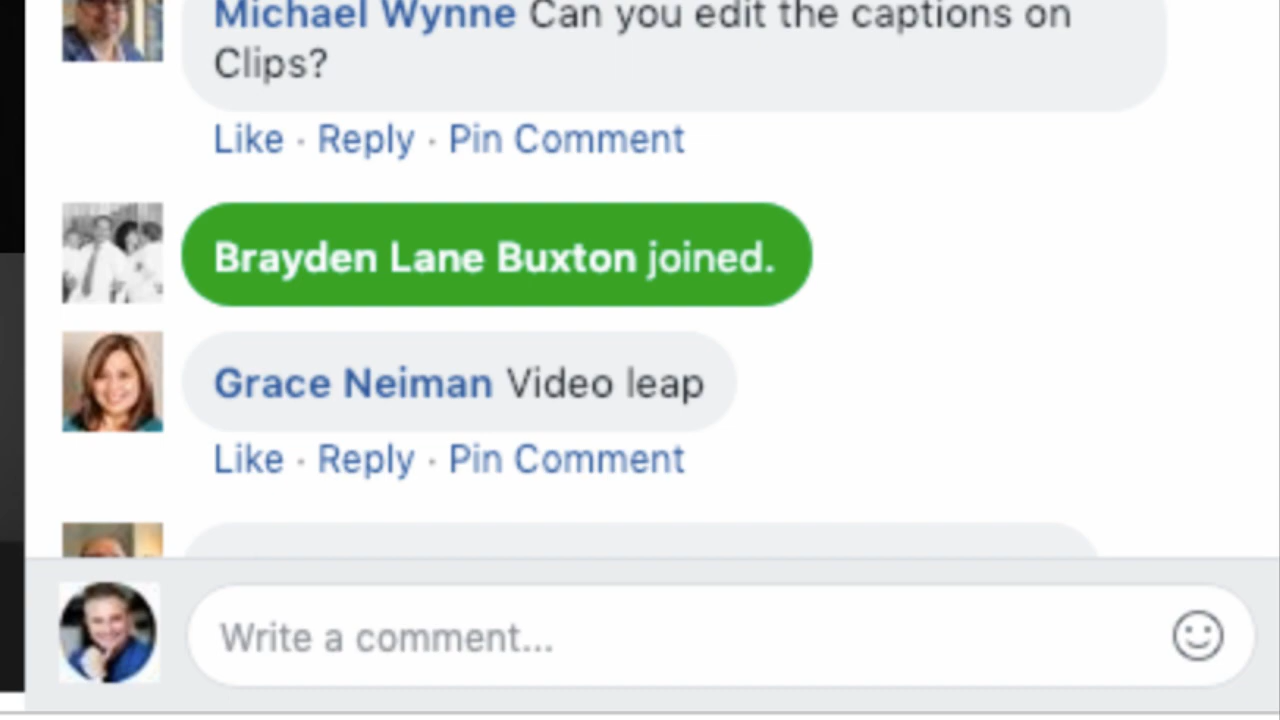 Michael Wynne Can you edit the captions on
Clips?
Like · Reply · Pin Comment
Brayden Lane Buxton joined.
Grace Neiman Video leap
Like · Reply · Pin Comment
Write a comment...